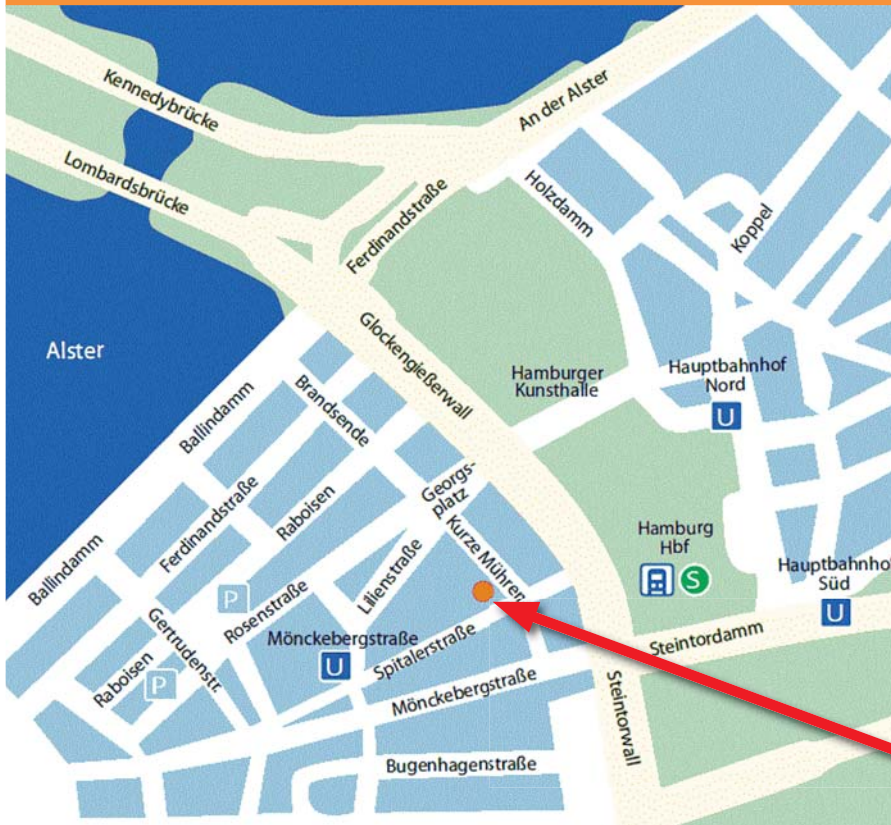 Kennedybrücke
An der Alster
Lombardsbrücke
Ferdinandstraße
Holzdamm
Koppel
Glockengießerwall
Alster
Hamburger
Kunsthalle
Hauptbahnhof
Nord
U
Ballindamm
Brandsende
Georgs-
platz
Raboisen
Ferdinandstraße
Kurze Mühren
Lilienstraße
Hamburg
Hbf
S
Hauptbahnhof
Süd
U
Ballindamm
P
Rosenstraße
Gertrudenstr.
Mönckebergstraße
U
Spitalerstraße
Steintordamm
Raboisen
P
Mönckebergstraße
Steintorwall
Bugenhagenstraße